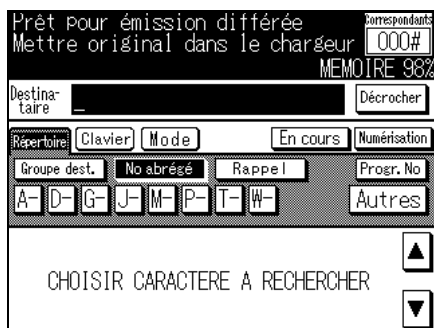 Prêt pour émission différée
Correspondants
Mettre original dans le chargeur
000#
MEMOIRE 98%
Destina-
taire _
Décrocher
Répertoire Clavier Mode En cours Numérisation
Groupe dest. No abrégé Rappel Progr. No
A- D- G- J- M- P- T- W- Autres
CHOISIR CARACTERE A RECHERCHER